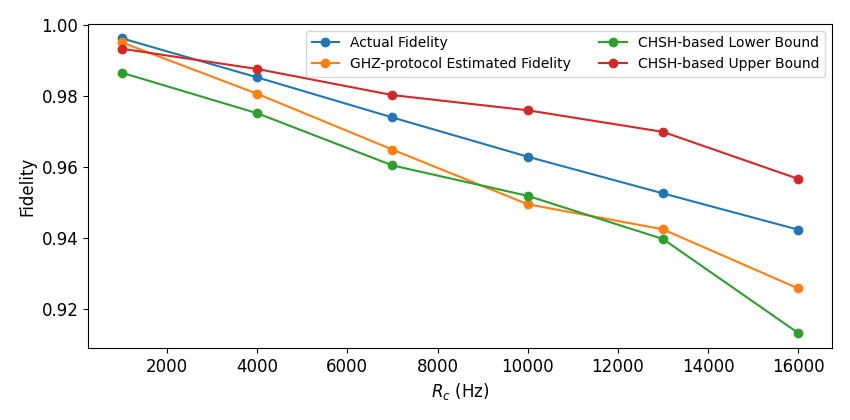 Fidelity
1.00
0.98
0.96
0.94
0.92
Actual Fidelity
GHZ-protocol Estimated Fidelity
CHSH-based Lower Bound
CHSH-based Upper Bound
2000 4000 6000 8000 10000 12000 14000 16000
R_c (Hz)